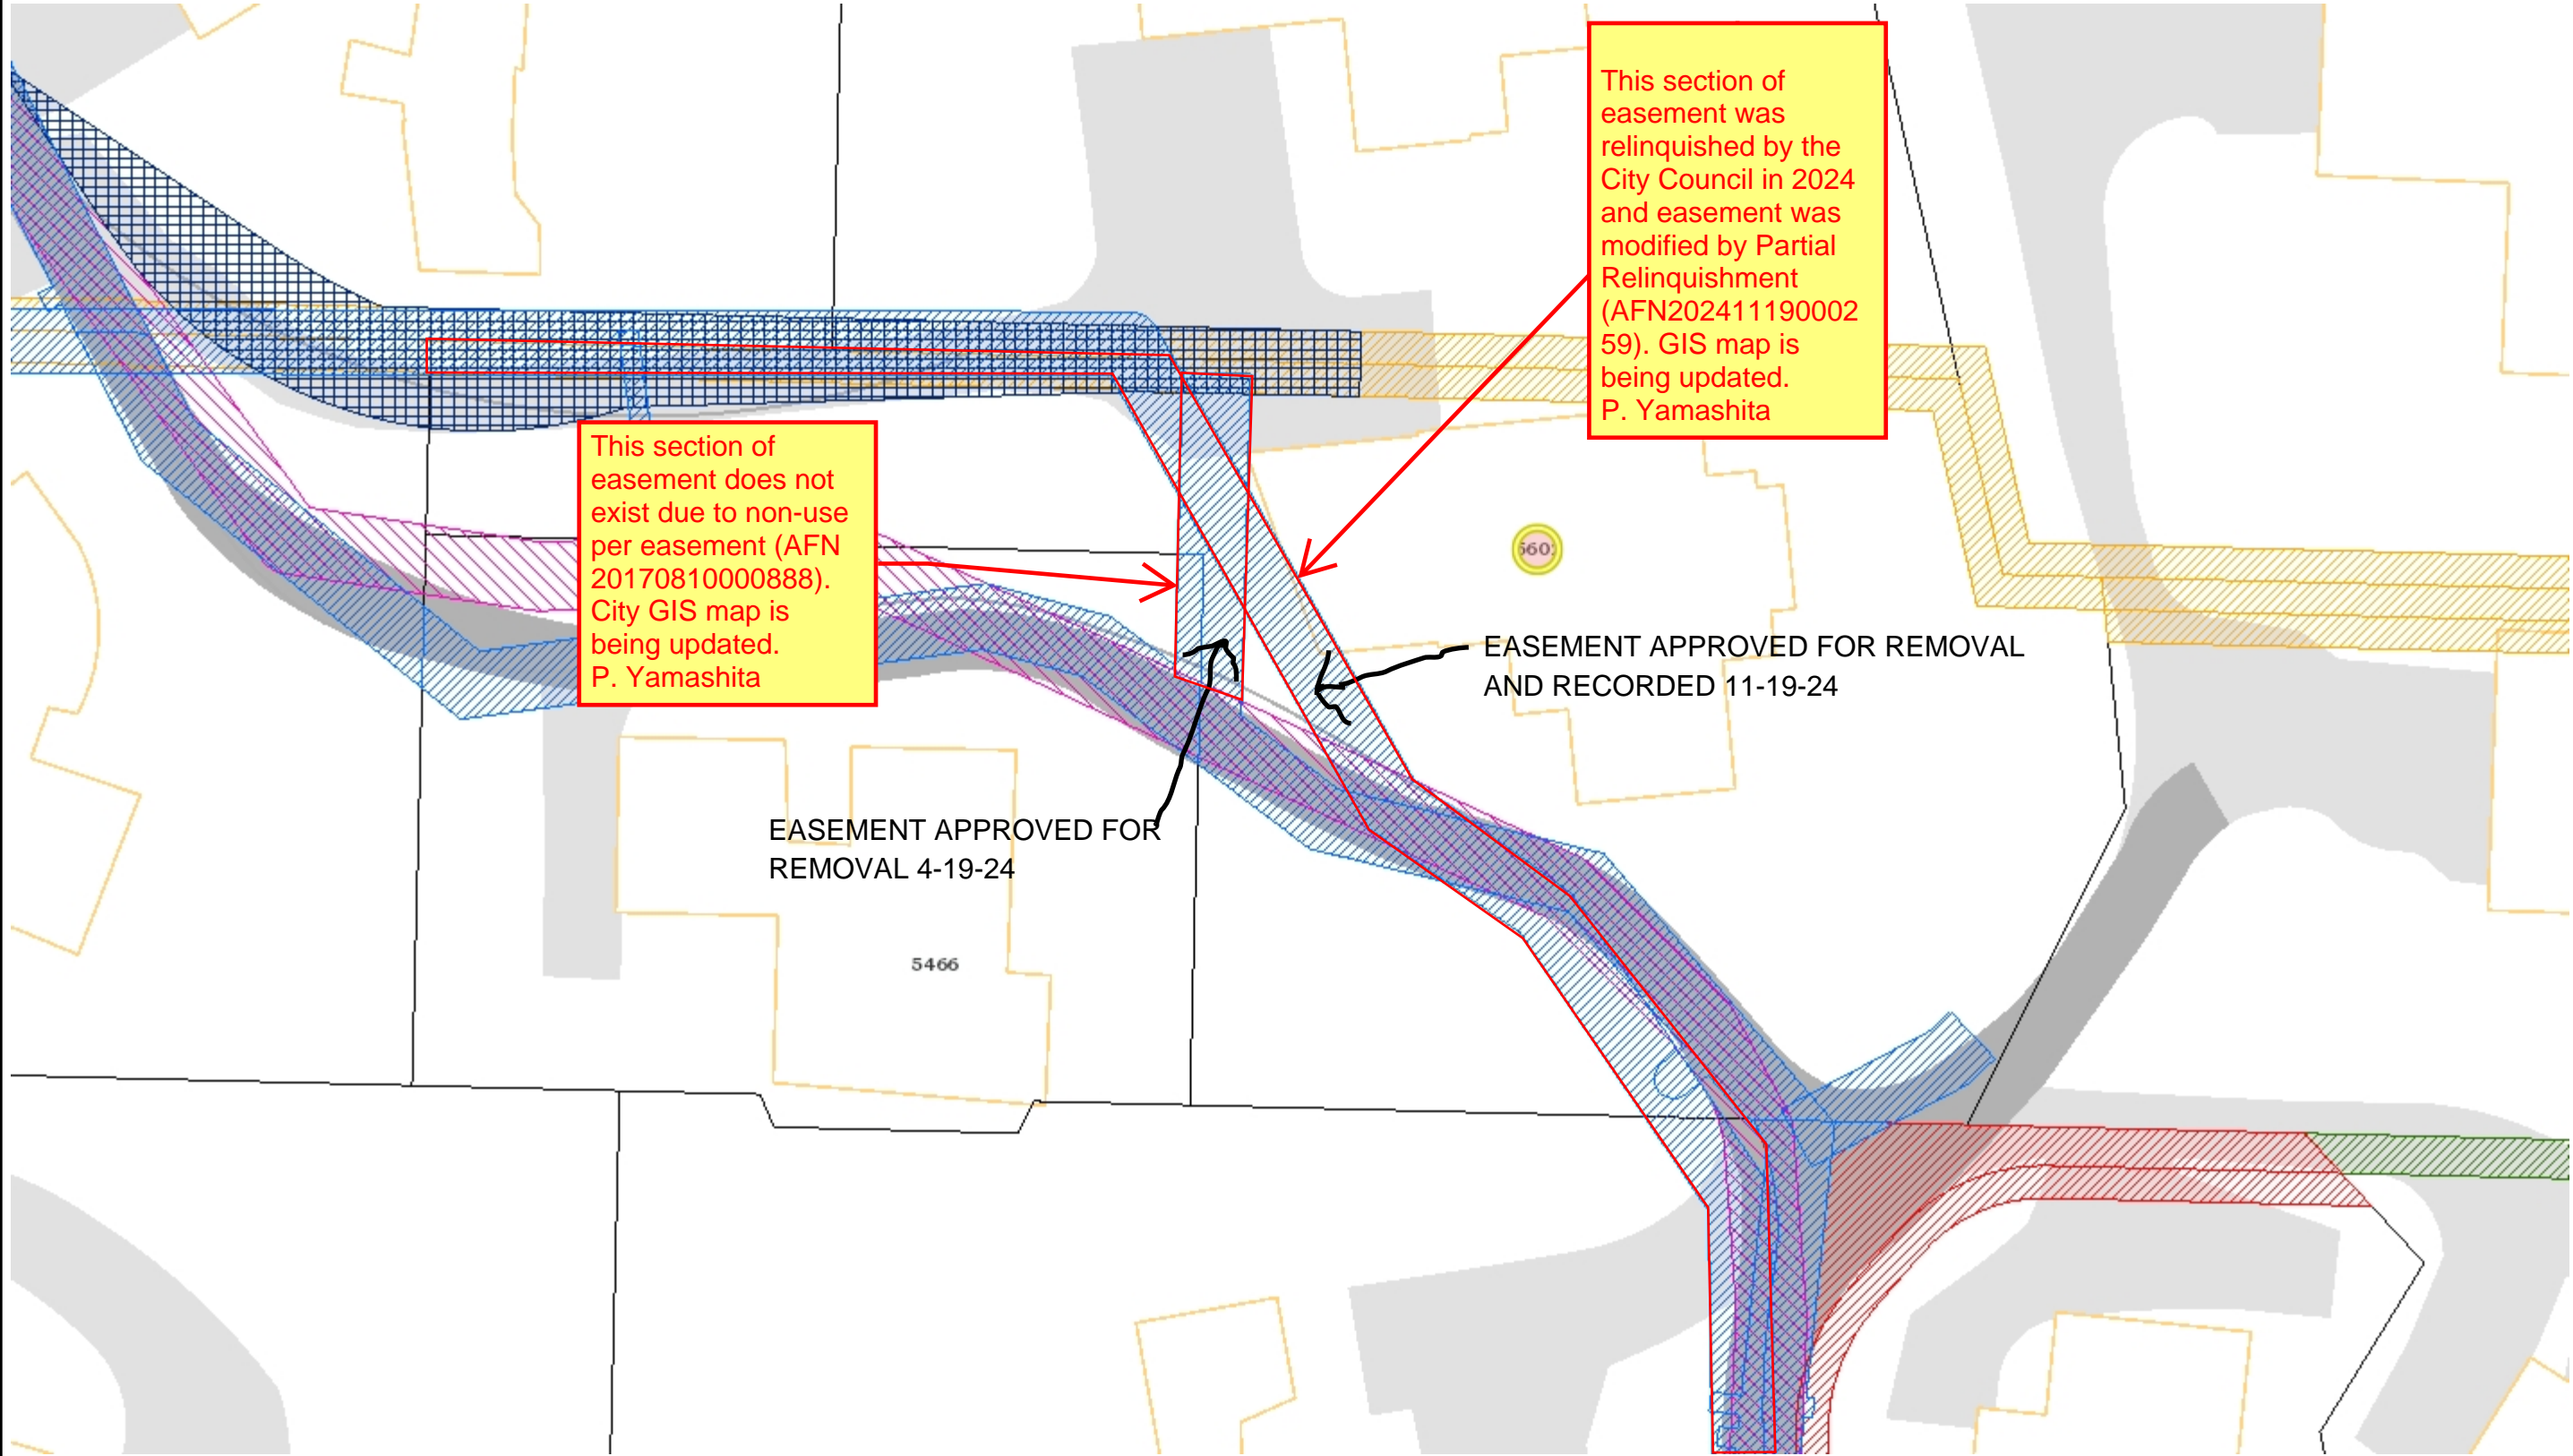 This section of
easement was
relinquished by the
City Council in 2024
and easement was
modified by Partial
Relinquishment
(AFN202411190002
59). GIS map is
being updated.
P. Yamashita
This section of
easement does not
exist due to non-use
per easement (AFN
20170810000888).
City GIS map is
being updated.
P. Yamashita
EASEMENT APPROVED FOR REMOVAL
AND RECORDED 11-19-24
EASEMENT APPROVED FOR
REMOVAL 4-19-24
5466